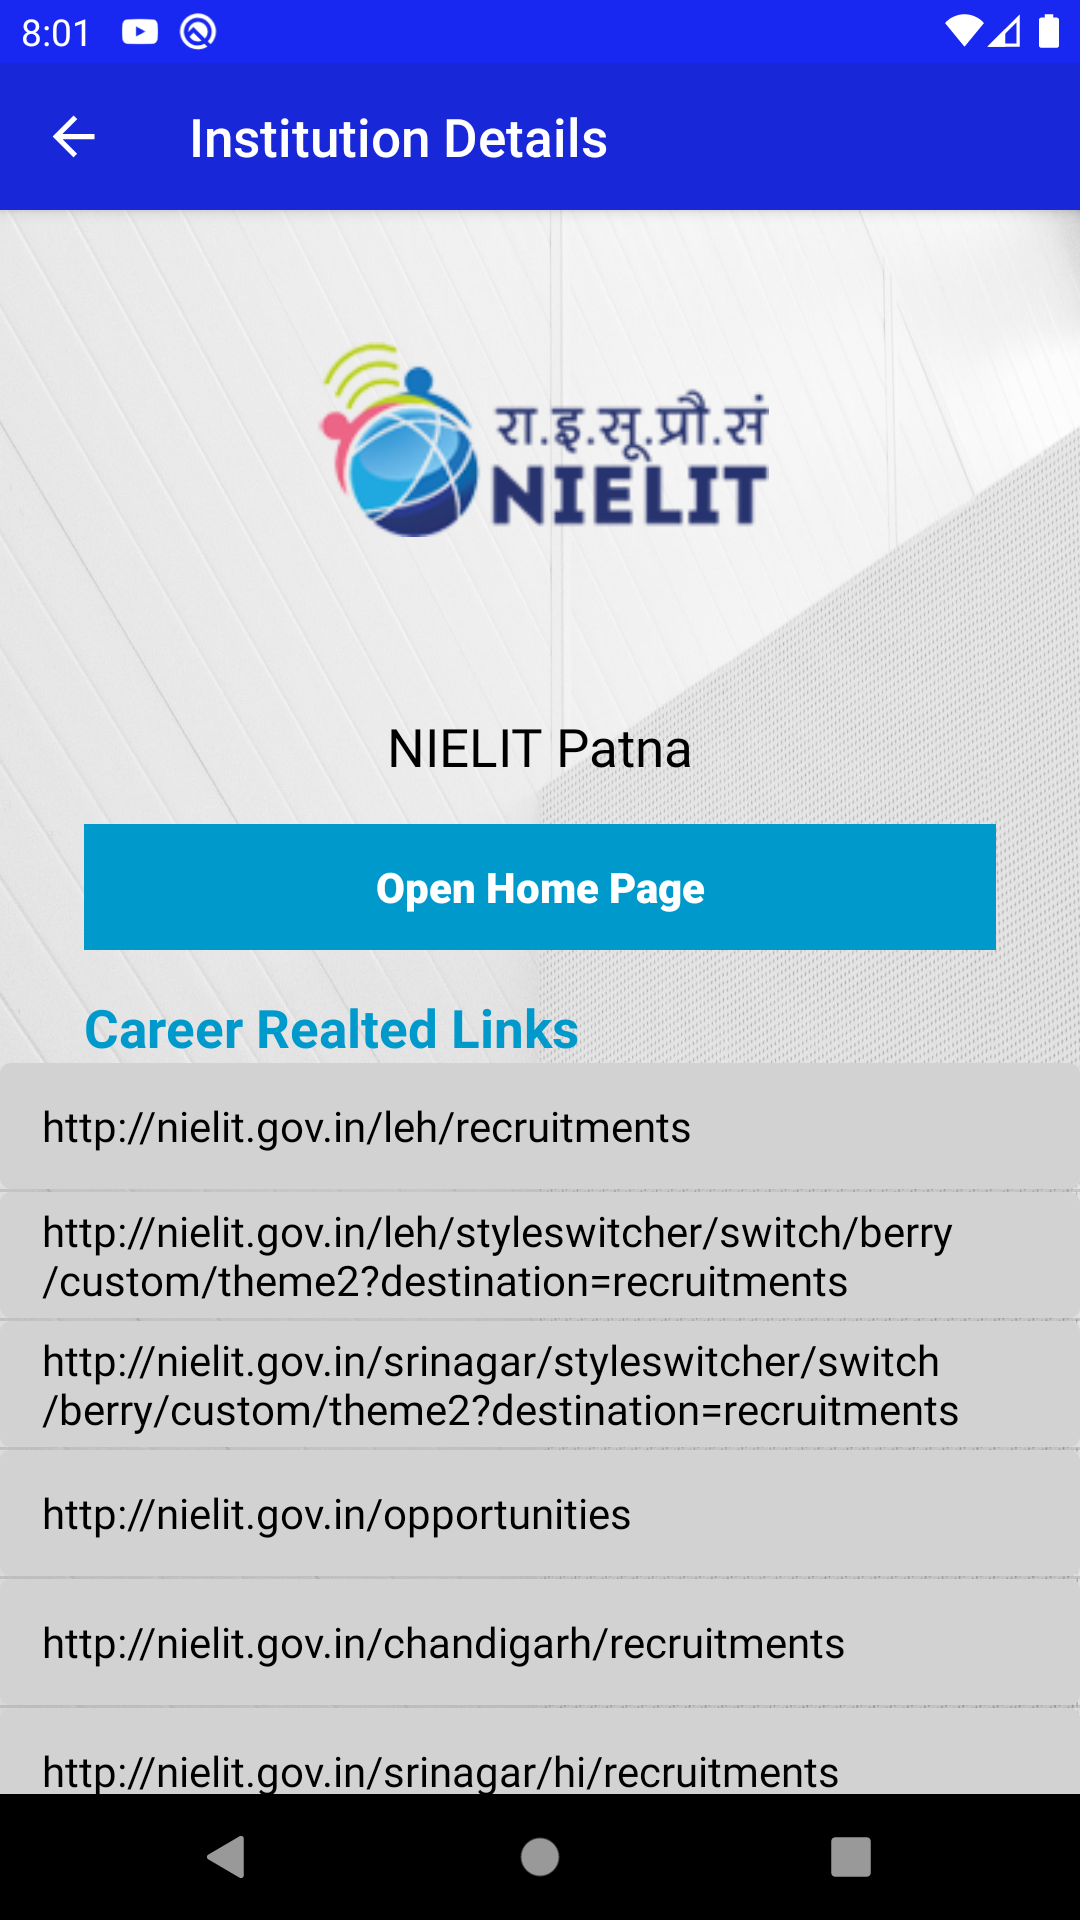 8:01
Institution Details
रा.इ.सू.प्रौ.सं
NIELIT
NIELIT Patna
Open Home Page
Career Realted Links
http://nielit.gov.in/leh/recruitments
http://nielit.gov.in/leh/styleswitcher/switch/berry
/custom/theme2?destination=recruitments
http://nielit.gov.in/srinagar/styleswitcher/switch
/berry/custom/theme2?destination=recruitments
http://nielit.gov.in/opportunities
http://nielit.gov.in/chandigarh/recruitments
http://nielit.gov.in/srinagar/hi/recruitments